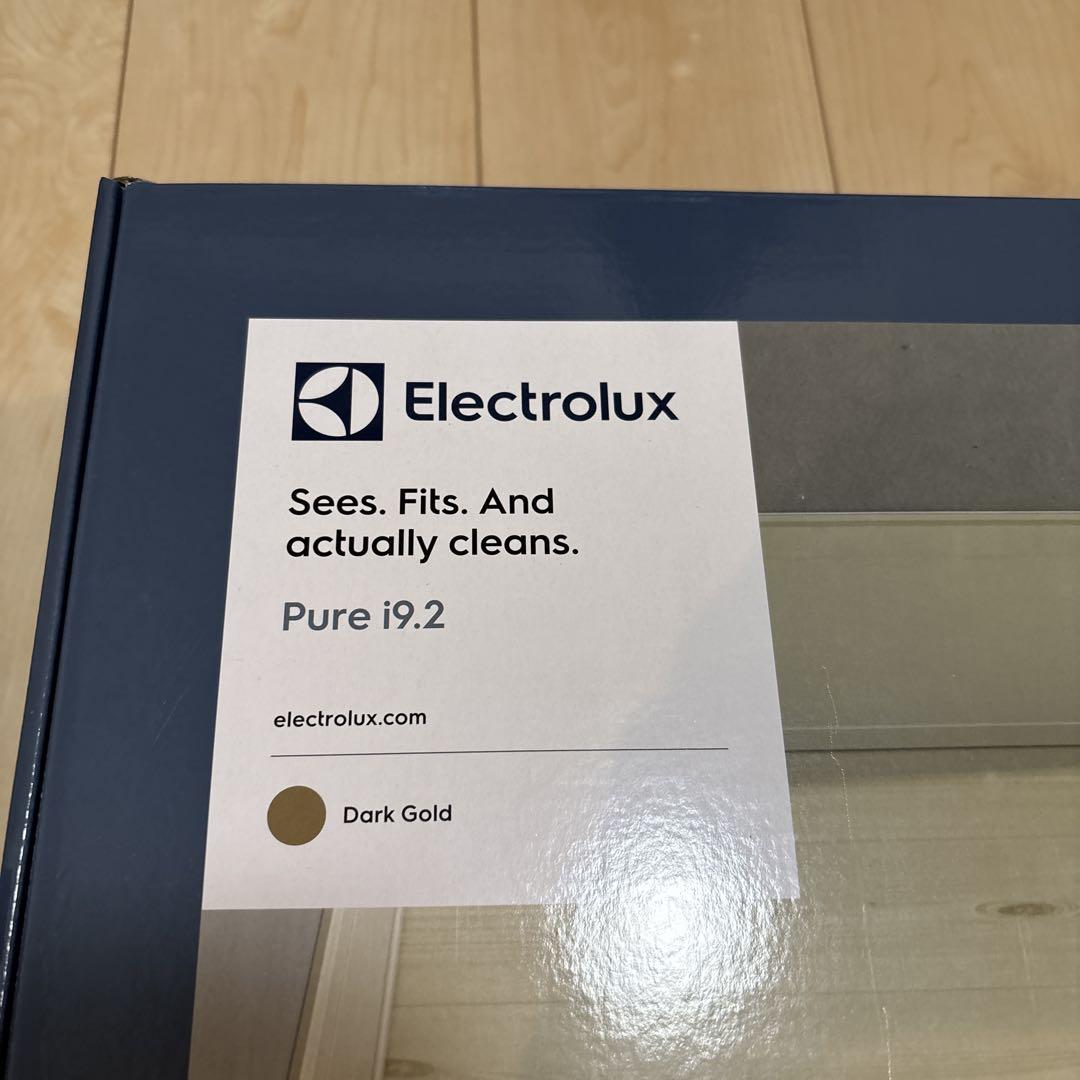 Electrolux
Sees. Fits. And
actually cleans.
Pure i9.2
electrolux.com
Dark Gold